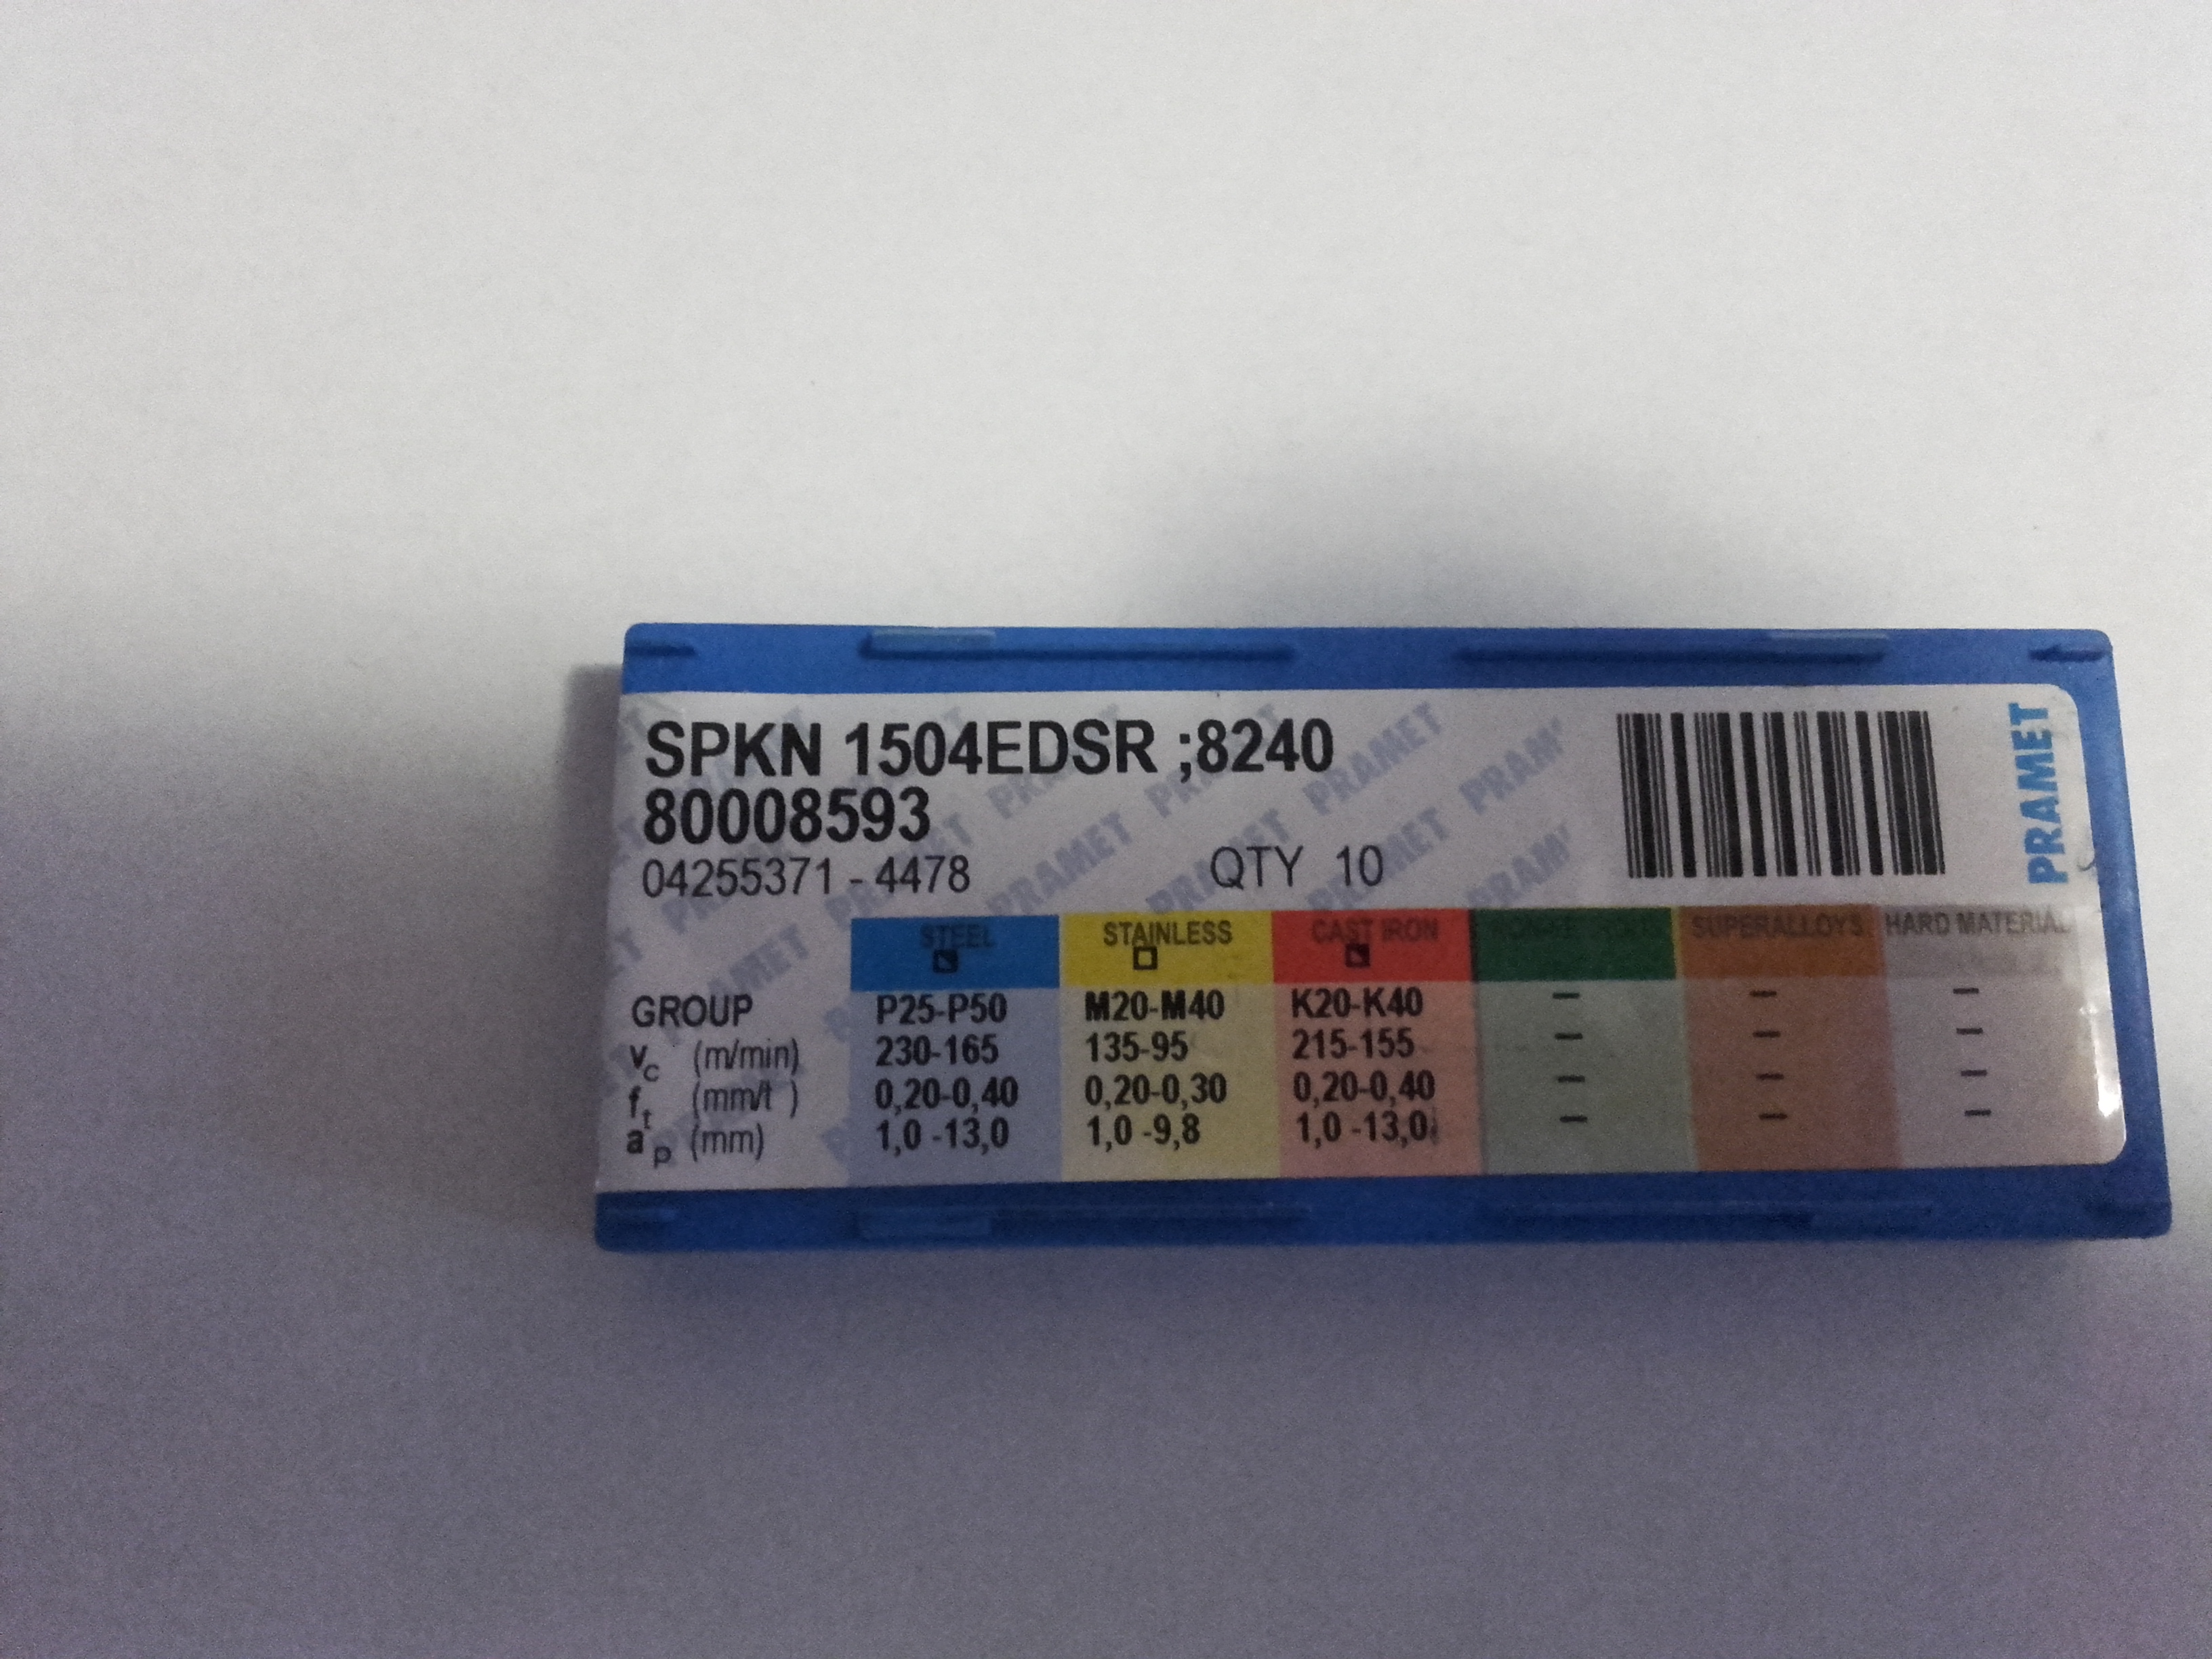 SPKN 1504EDSR ;8240
80008593
04255371 - 4478 QTY 10
PRAMET
STEEL STAINLESS CAST IRON SUPERALLOYS HARD MATERIAL
GROUP P25-P50 M20-M40 K20-K40 - - -
vc (m/min) 230-165 135-95 215-155 - - -
ft (mm/t ) 0,20-0,40 0,20-0,30 0,20-0,40 - - -
ap (mm) 1,0 -13,0 1,0 -9,8 1,0 -13,0 - - -